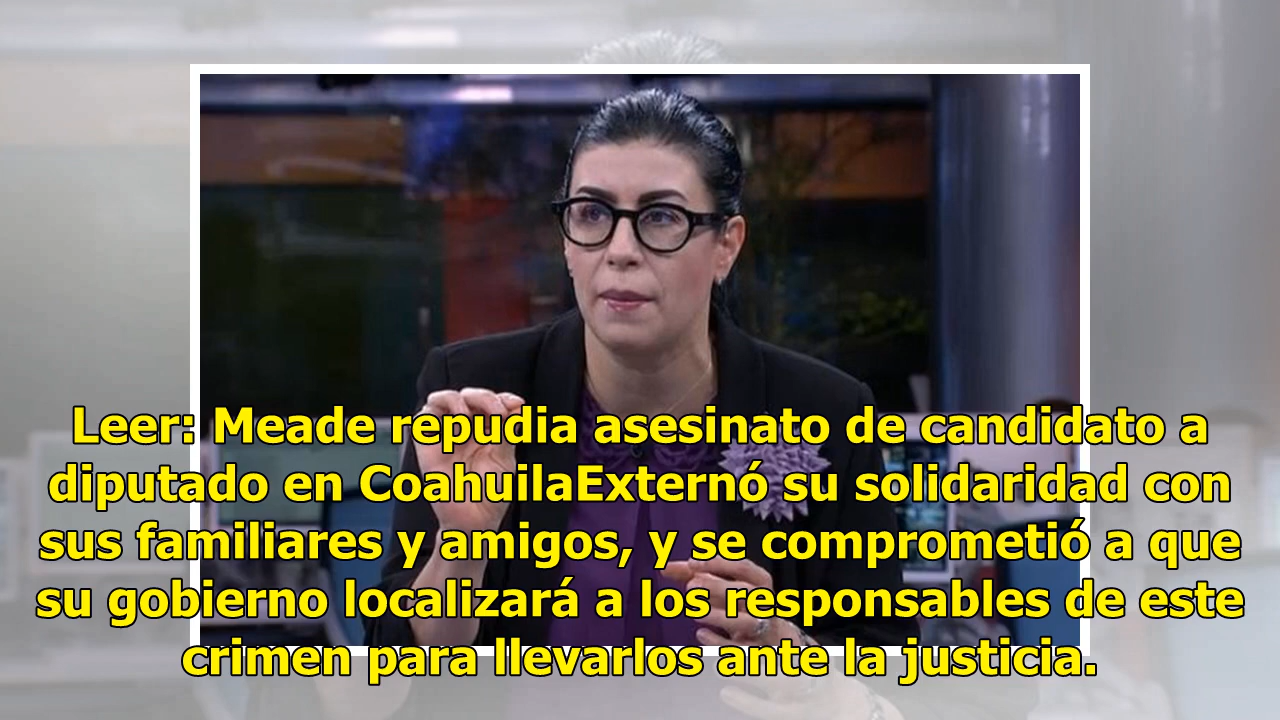 Leer: Meade repudia asesinato de candidato a
diputado en CoahuilaExternó su solidaridad con
sus familiares y amigos, y se comprometió a que
su gobierno localizará a los responsables de este
crimen para llevarlos ante la justicia.